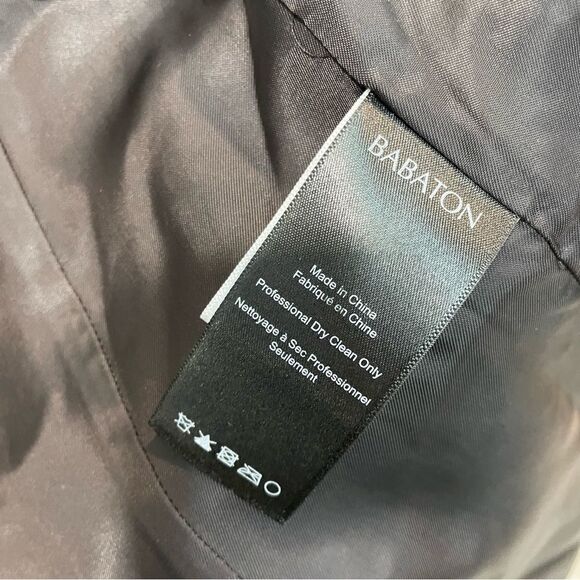 BABATON
Made in China
Fabriqué en Chine
Professional Dry Clean Only
Nettoyage à Sec Professionnel
Seulement